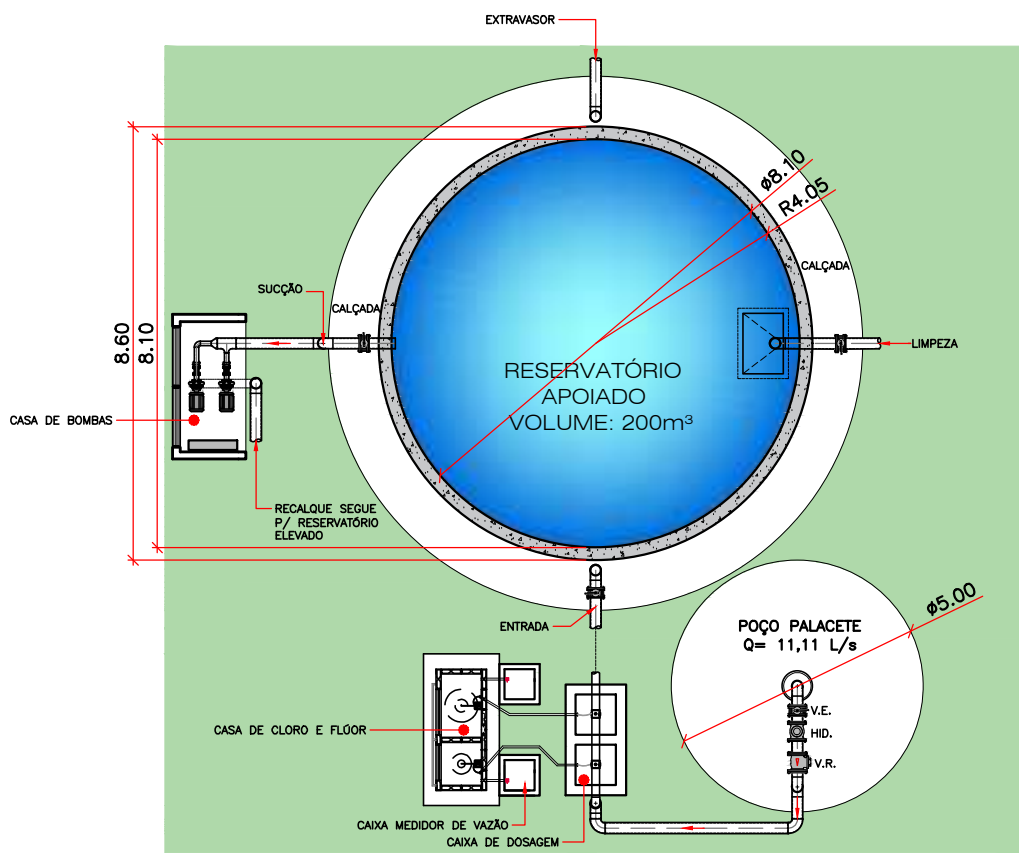 EXTRAVASOR
ø8.10
R4.05
CALÇADA
SUCÇÃO
CALÇADA
8.60
8.10
LIMPEZA
RESERVATÓRIO
APOIADO
VOLUME: 200m³
CASA DE BOMBAS
RECALQUE SEGUE
P/ RESERVATÓRIO
ELEVADO
ENTRADA
ø5.00
POÇO PALACETE
Q= 11,11 L/s
V.E.
HID.
V.R.
CASA DE CLORO E FLÚOR
CAIXA MEDIDOR DE VAZÃO
CAIXA DE DOSAGEM